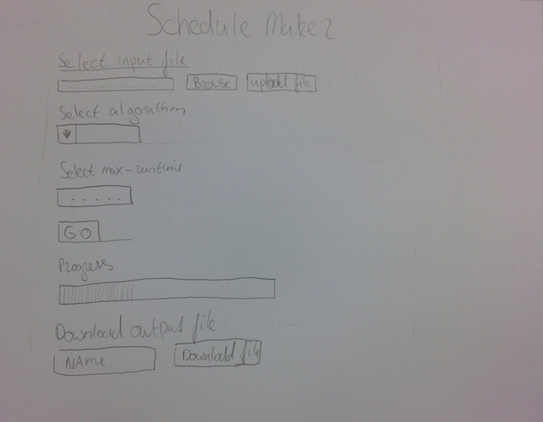 Schedule Maker
Select input file
Browse upload file
Select algorithm
Select max-runtime
.....
GO
Progress
Download output file
NAme Download file